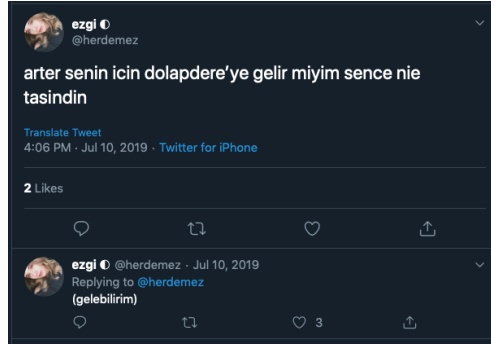 ezgi
@herdemez
arter senin icin dolapdere'ye gelir miyim sence nie
tasindin
Translate Tweet
4:06 PM · Jul 10, 2019 · Twitter for iPhone
2 Likes
ezgi @herdemez · Jul 10, 2019
Replying to @herdemez
(gelebilirim)
3